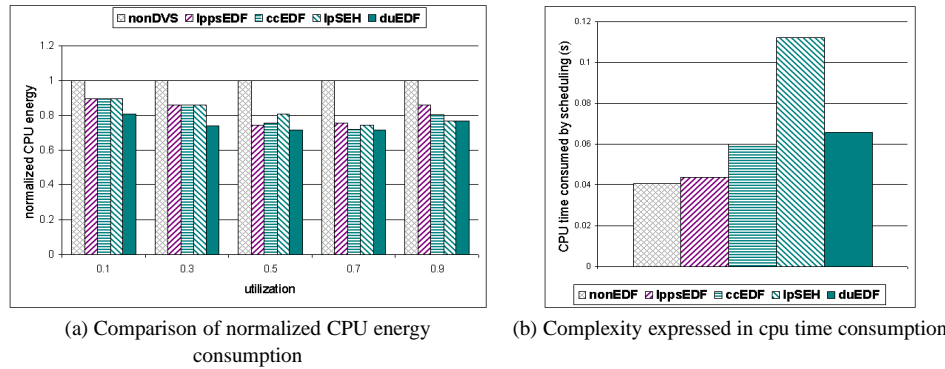 nonDVS lppsEDF ccEDF lpSEH duEDF
normalized CPU energy
1.2
1
0.8
0.6
0.4
0.2
0
0.1 0.3 0.5 0.7 0.9
utilization
(a) Comparison of normalized CPU energy
consumption
CPU time consumed by scheduling (s)
0.12
0.1
0.08
0.06
0.04
0.02
0
nonEDF lppsEDF ccEDF lpSEH duEDF
(b) Complexity expressed in cpu time consumption